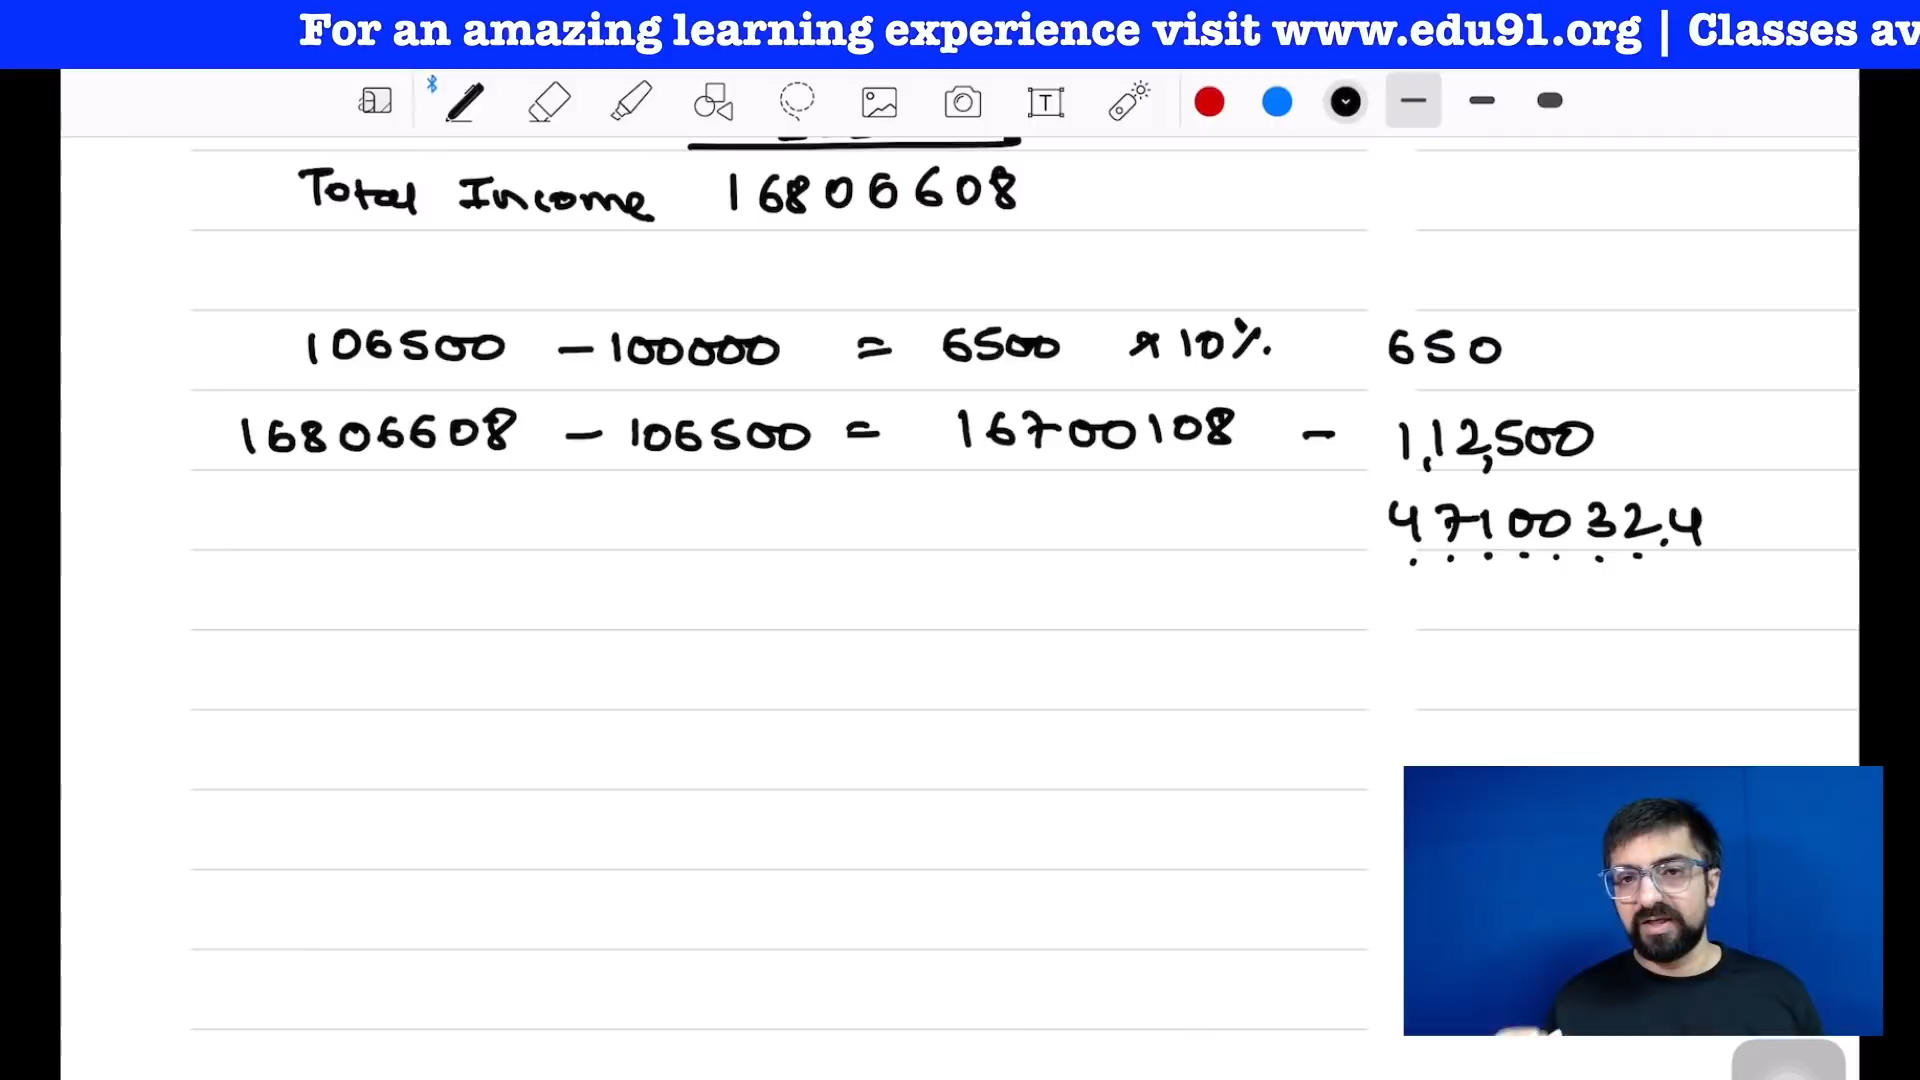 For an amazing learning experience visit www.edu91.org | Classes av
T
Total Income 16806608
106500 - 100000 = 6500 × 10% 650
16806608 - 106500 = 16700108 - 1,12,500
4710032.4